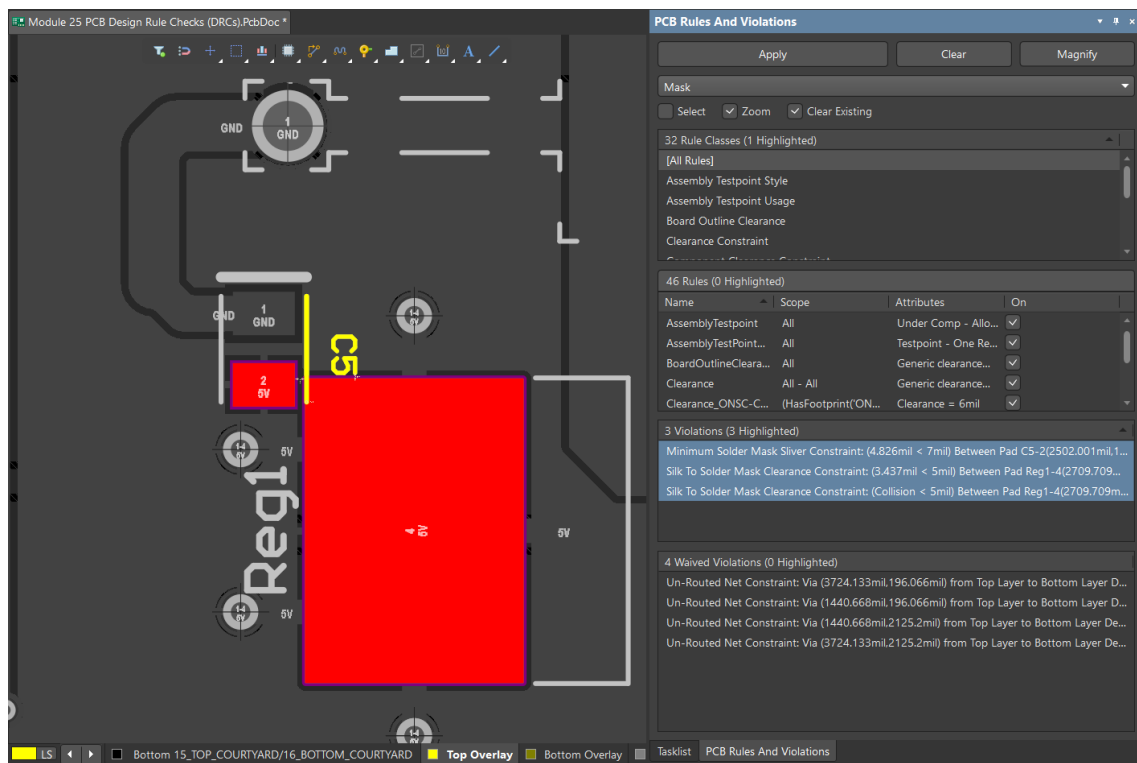 Module 25 PCB Design Rule Checks (DRCs).PcbDoc *
GND
1
GND
GND
1
GND
C5
2
5V
5V
Reg1
4
5V
5V
5V
LS
Bottom 15_TOP_COURTYARD/16_BOTTOM_COURTYARD
Top Overlay
Bottom Overlay
PCB Rules And Violations
Apply
Clear
Magnify
Mask
Select
Zoom
Clear Existing
32 Rule Classes (1 Highlighted)
[All Rules]
Assembly Testpoint Style
Assembly Testpoint Usage
Board Outline Clearance
Clearance Constraint
Component Clearance Constraint
46 Rules (0 Highlighted)
Name Scope Attributes On
AssemblyTestpoint All Under Comp - Allo...
AssemblyTestPoint... All Testpoint - One Re...
BoardOutlineCleara... All Generic clearance...
Clearance All - All Generic clearance...
Clearance_ONSC-C... (HasFootprint('ON... Clearance = 6mil
3 Violations (3 Highlighted)
Minimum Solder Mask Sliver Constraint: (4.826mil < 7mil) Between Pad C5-2(2502.001mil,1...
Silk To Solder Mask Clearance Constraint: (3.437mil < 5mil) Between Pad Reg1-4(2709.709...
Silk To Solder Mask Clearance Constraint: (Collision < 5mil) Between Pad Reg1-4(2709.709m...
4 Waived Violations (0 Highlighted)
Un-Routed Net Constraint: Via (3724.133mil,196.066mil) from Top Layer to Bottom Layer D...
Un-Routed Net Constraint: Via (1440.668mil,196.066mil) from Top Layer to Bottom Layer D...
Un-Routed Net Constraint: Via (1440.668mil,2125.2mil) from Top Layer to Bottom Layer De...
Un-Routed Net Constraint: Via (3724.133mil,2125.2mil) from Top Layer to Bottom Layer De...
Tasklist
PCB Rules And Violations